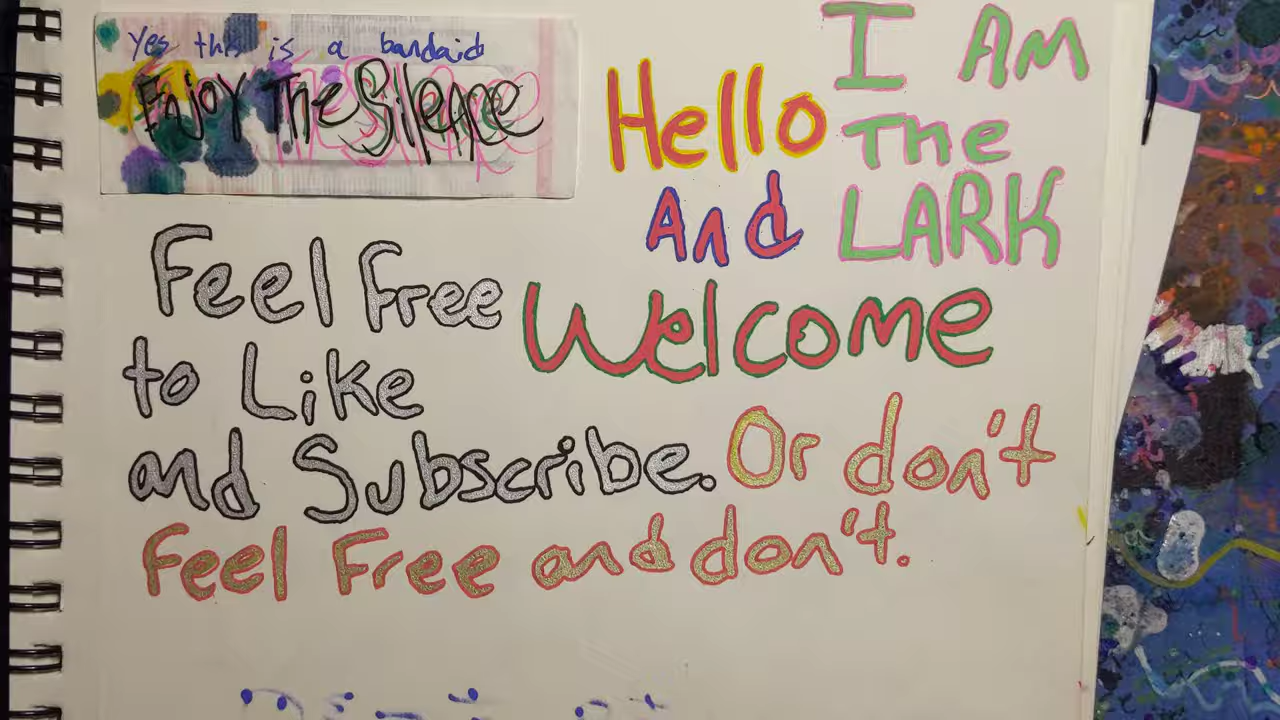 Yes this is a bandaid
Enjoy The Silence
I AM
The
LARK
Hello
And
Welcome
Feel Free
to Like
and Subscribe. Or don't
Feel Free and don't.